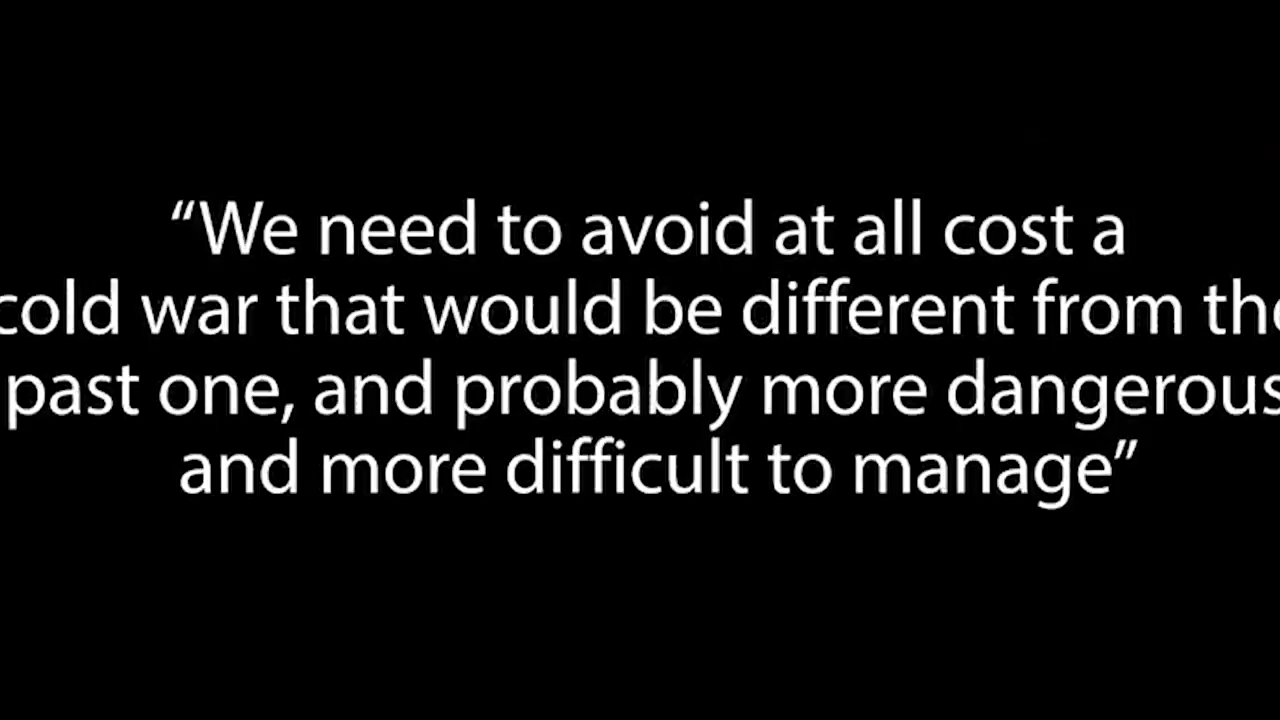 “We need to avoid at all cost a
cold war that would be different from the
past one, and probably more dangerous
and more difficult to manage”